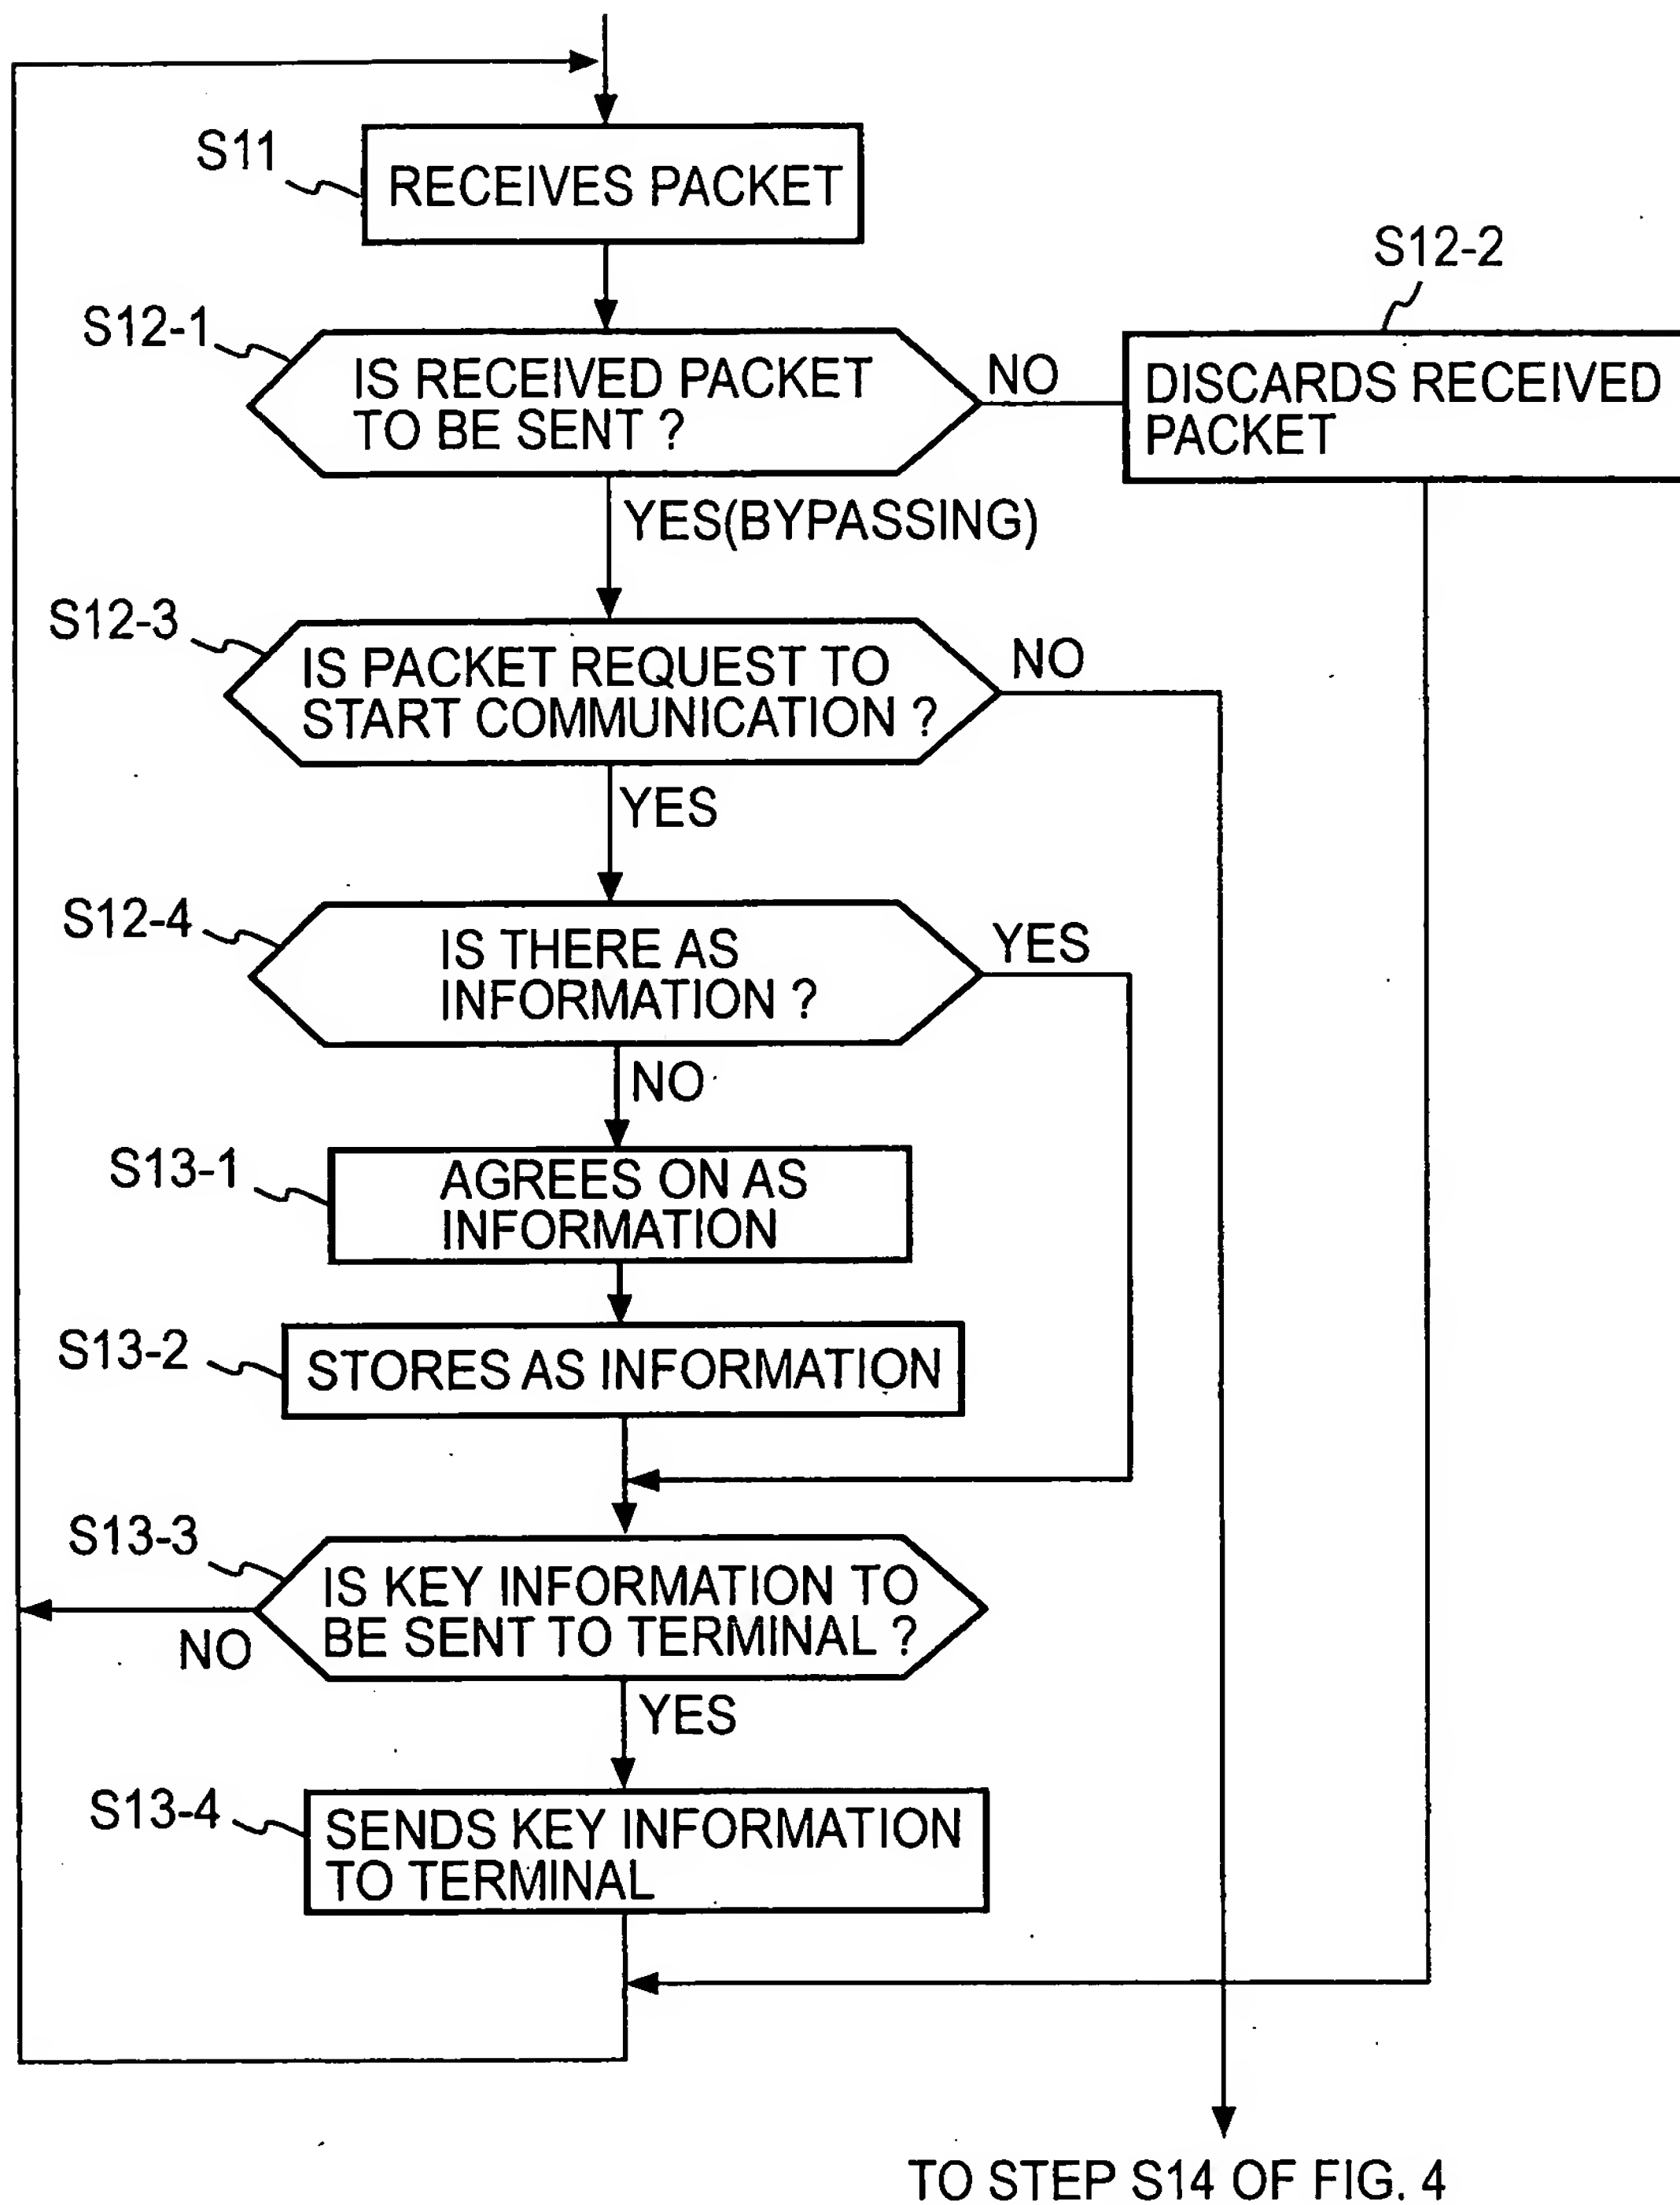 S11
RECEIVES PACKET
S12-1
IS RECEIVED PACKET
TO BE SENT ?
NO
S12-2
DISCARDS RECEIVED
PACKET
YES(BYPASSING)
S12-3
IS PACKET REQUEST TO
START COMMUNICATION ?
NO
YES
S12-4
IS THERE AS
INFORMATION ?
YES
NO
S13-1
AGREES ON AS
INFORMATION
S13-2
STORES AS INFORMATION
S13-3
IS KEY INFORMATION TO
BE SENT TO TERMINAL ?
NO
YES
S13-4
SENDS KEY INFORMATION
TO TERMINAL
TO STEP S14 OF FIG. 4